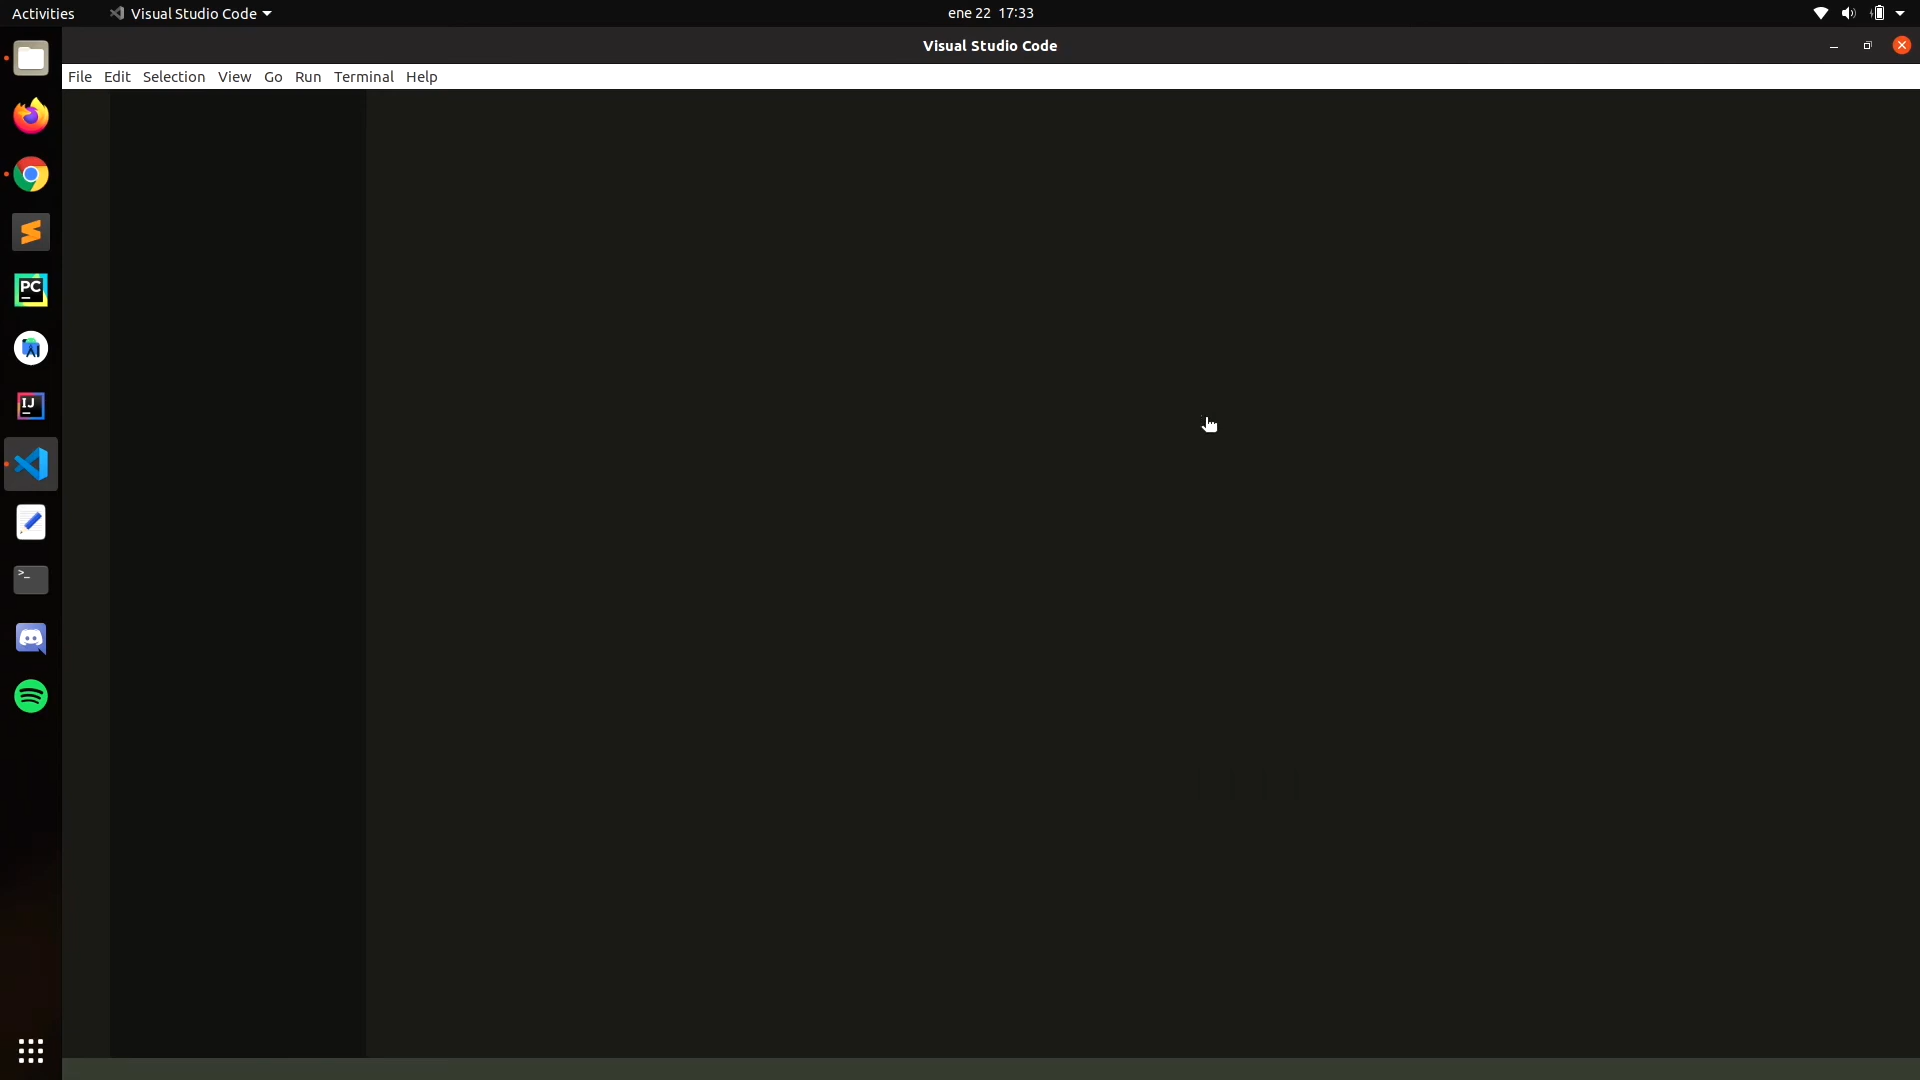 Activities
Visual Studio Code
ene 22 17:33
Visual Studio Code
File Edit Selection View Go Run Terminal Help
PC
IJ
>_